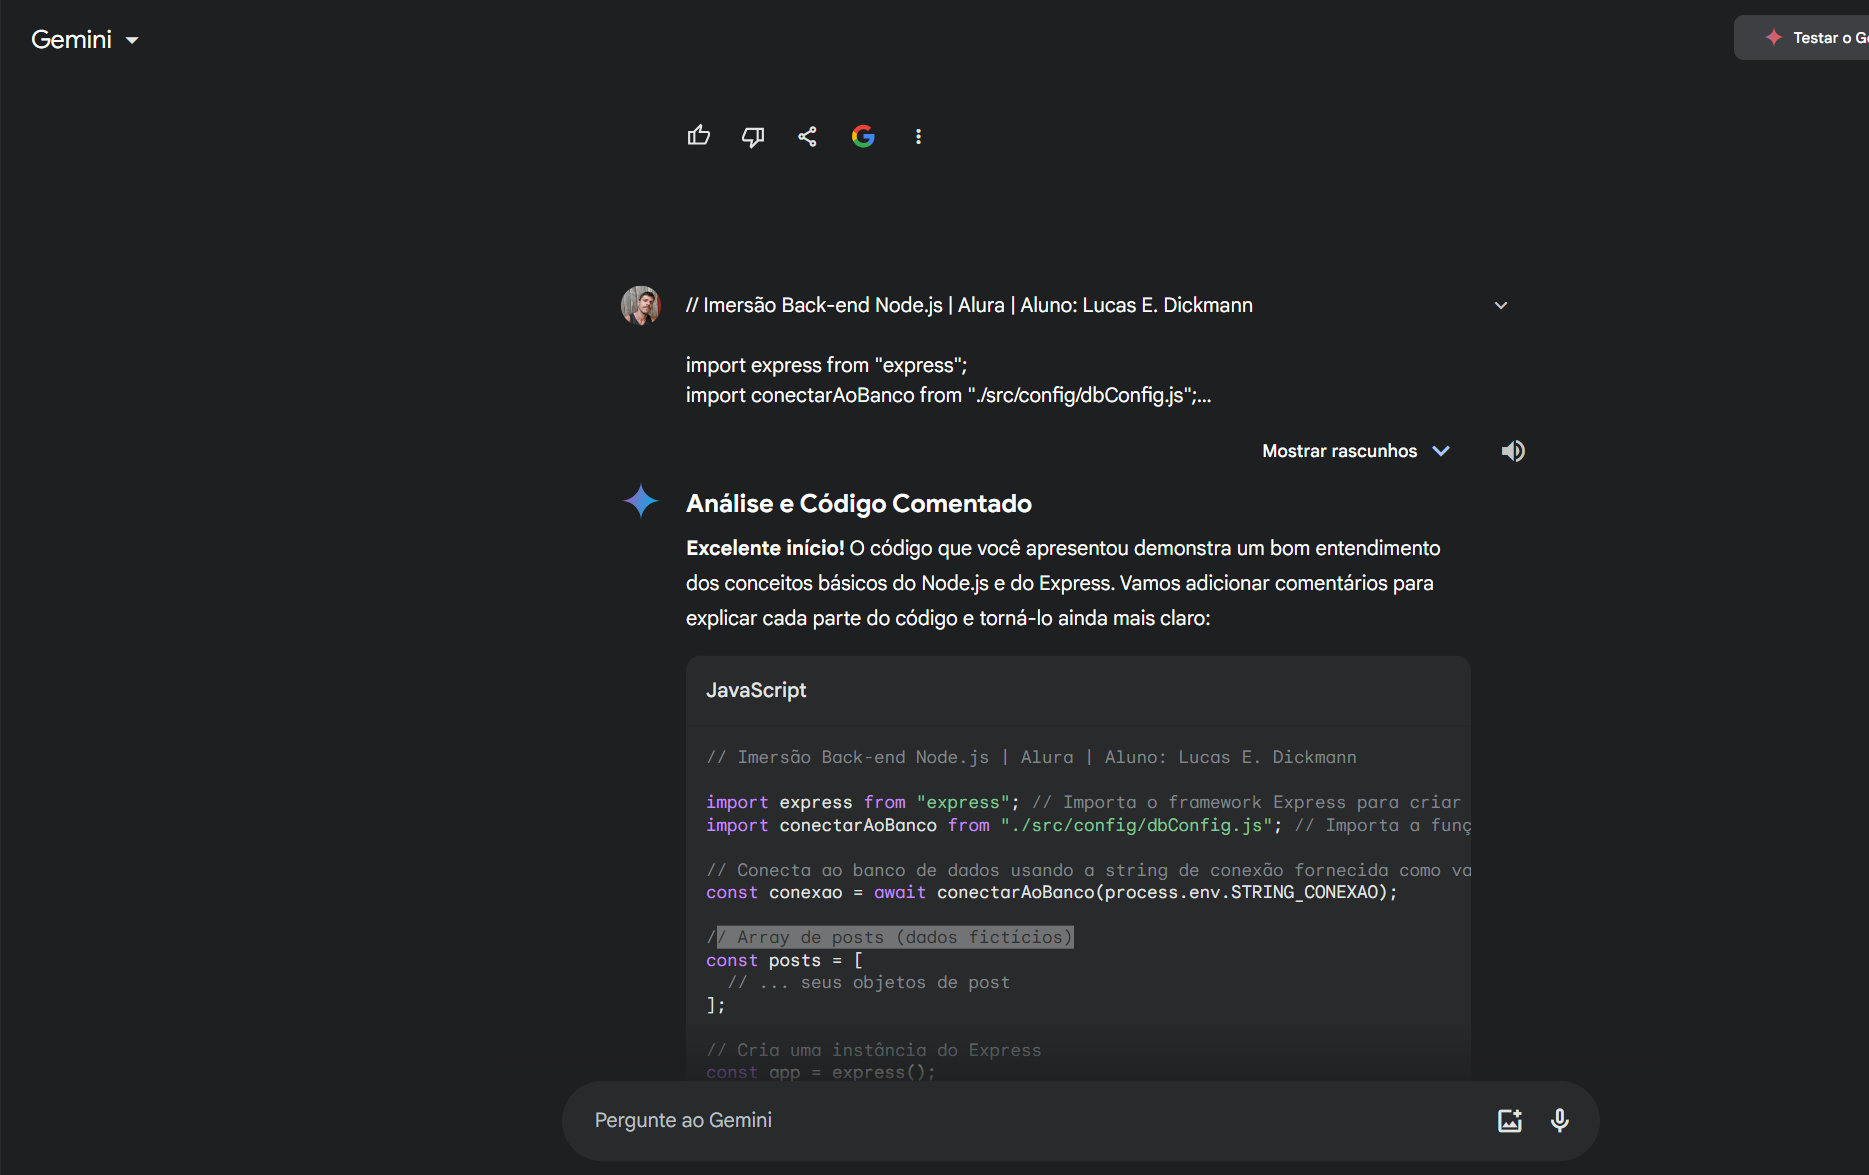 Gemini
Testar o
// Imersão Back-end Node.js | Alura | Aluno: Lucas E. Dickmann
import express from "express";
import conectarAoBanco from "./src/config/dbConfig.js";...
Mostrar rascunhos
Análise e Código Comentado
Excelente início! O código que você apresentou demonstra um bom entendimento
dos conceitos básicos do Node.js e do Express. Vamos adicionar comentários para
explicar cada parte do código e torná-lo ainda mais claro:
JavaScript
// Imersão Back-end Node.js | Alura | Aluno: Lucas E. Dickmann
import express from "express"; // Importa o framework Express para criar
import conectarAoBanco from "./src/config/dbConfig.js"; // Importa a funç
// Conecta ao banco de dados usando a string de conexão fornecida como va
const conexao = await conectarAoBanco(process.env.STRING_CONEXAO);
// Array de posts (dados fictícios)
const posts = [
// ... seus objetos de post
];
// Cria uma instância do Express
const app = express();
Pergunte ao Gemini